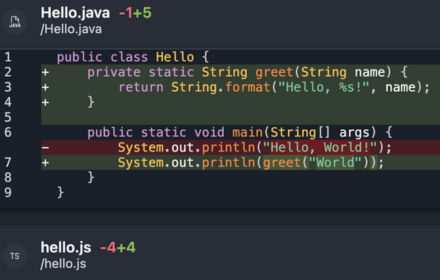 Hello.java -1+5
JAVA
/Hello.java
1 public class Hello {
2 + private static String greet(String name) {
3 + return String.format("Hello, %s!", name);
4 + }
5
6 public static void main(String[] args) {
- System.out.println("Hello, World!");
7 + System.out.println(greet("World"));
8 }
9 }
hello.js -4+4
TS
/hello.js